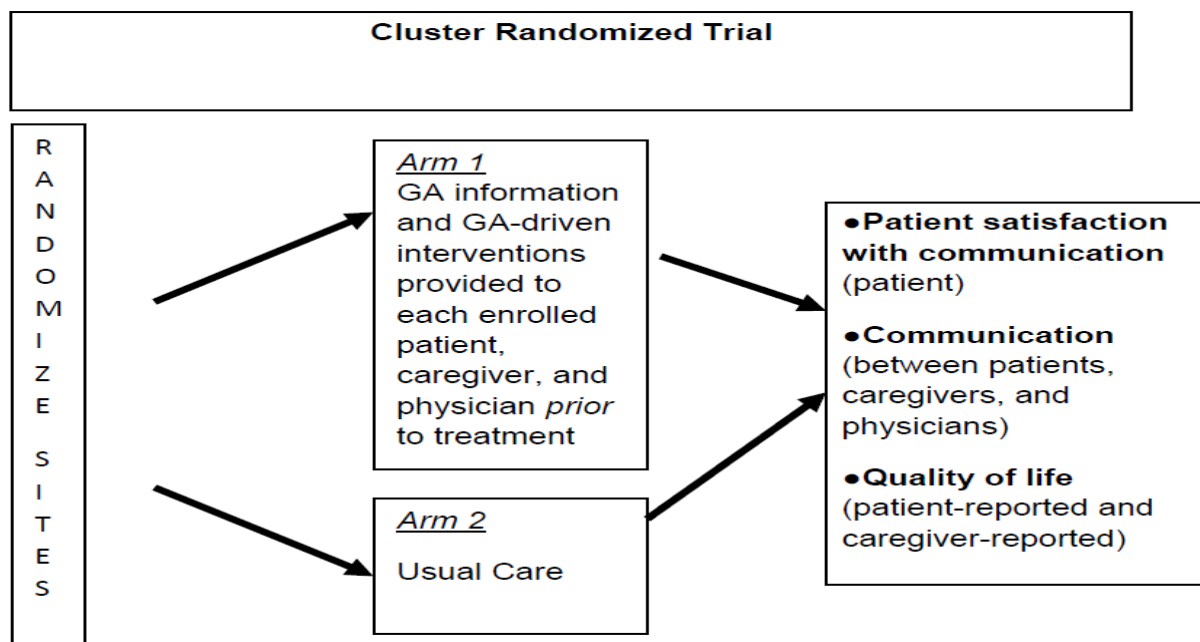 Cluster Randomized Trial
RANDOMIZE SITES
Arm 1
GA information
and GA-driven
interventions
provided to
each enrolled
patient,
caregiver, and
physician prior
to treatment
Arm 2
Usual Care
●Patient satisfaction
with communication
(patient)
●Communication
(between patients,
caregivers, and
physicians)
●Quality of life
(patient-reported and
caregiver-reported)